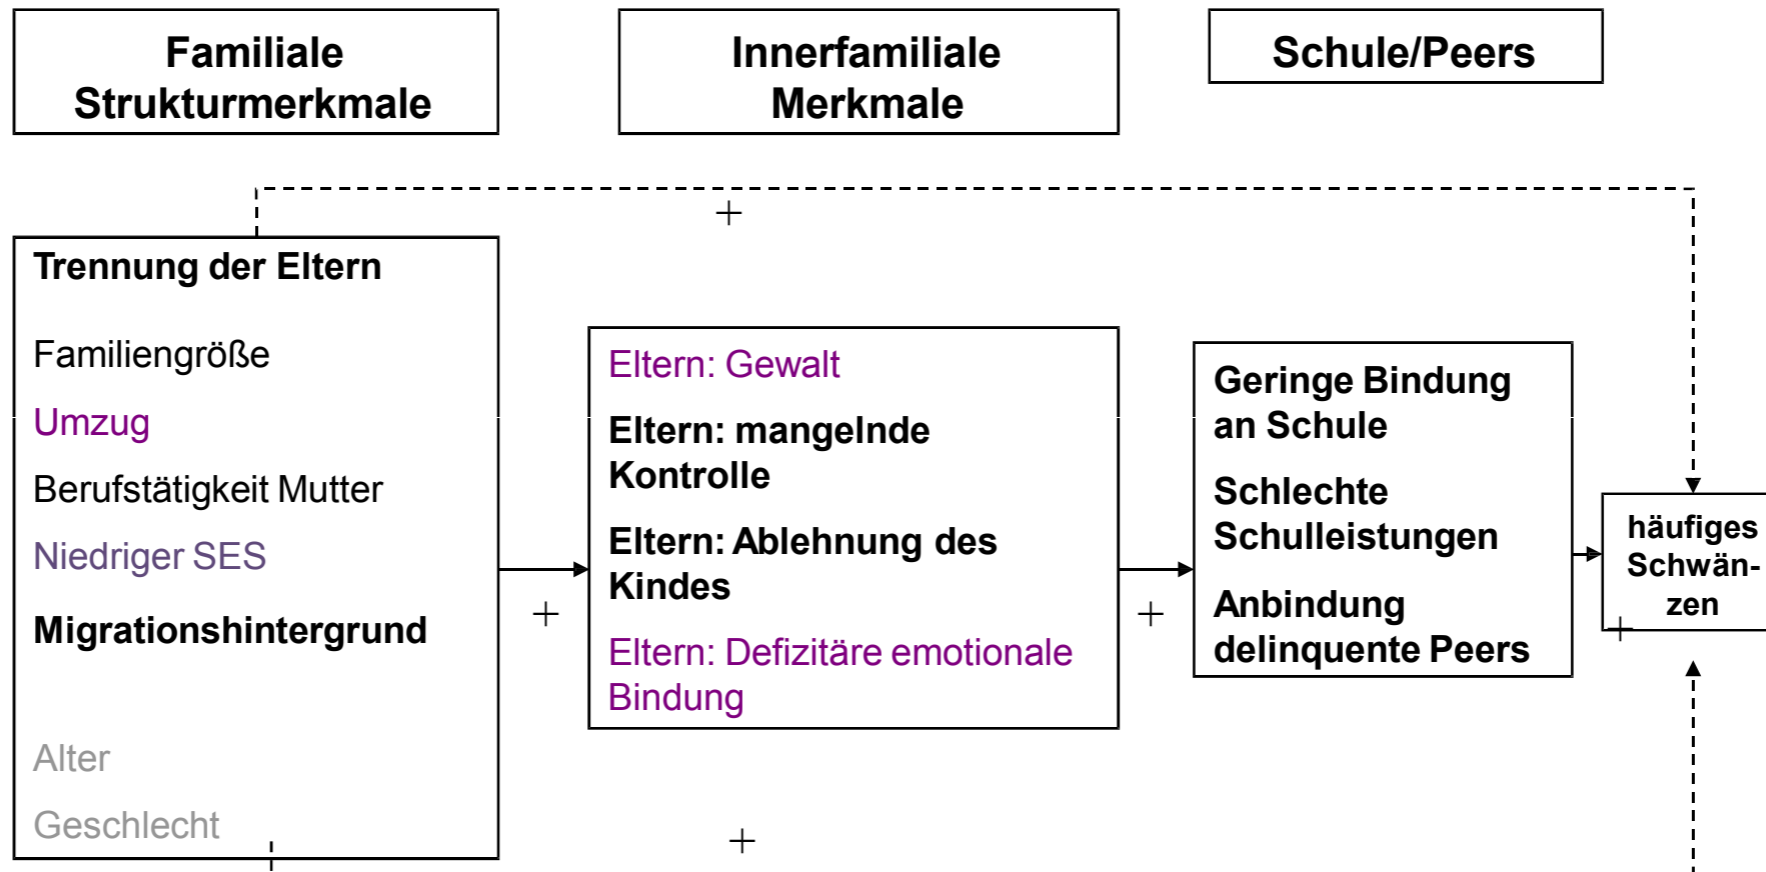 Familiale
Strukturmerkmale
Innerfamiliale
Merkmale
Schule/Peers
+
Trennung der Eltern
Familiengröße
Umzug
Berufstätigkeit Mutter
Niedriger SES
Migrationshintergrund
Alter
Geschlecht
+
Eltern: Gewalt
Eltern: mangelnde
Kontrolle
Eltern: Ablehnung des
Kindes
Eltern: Defizitäre emotionale
Bindung
+
Geringe Bindung
an Schule
Schlechte
Schulleistungen
Anbindung
delinquente Peers
häufiges
Schwän-
zen
+
+